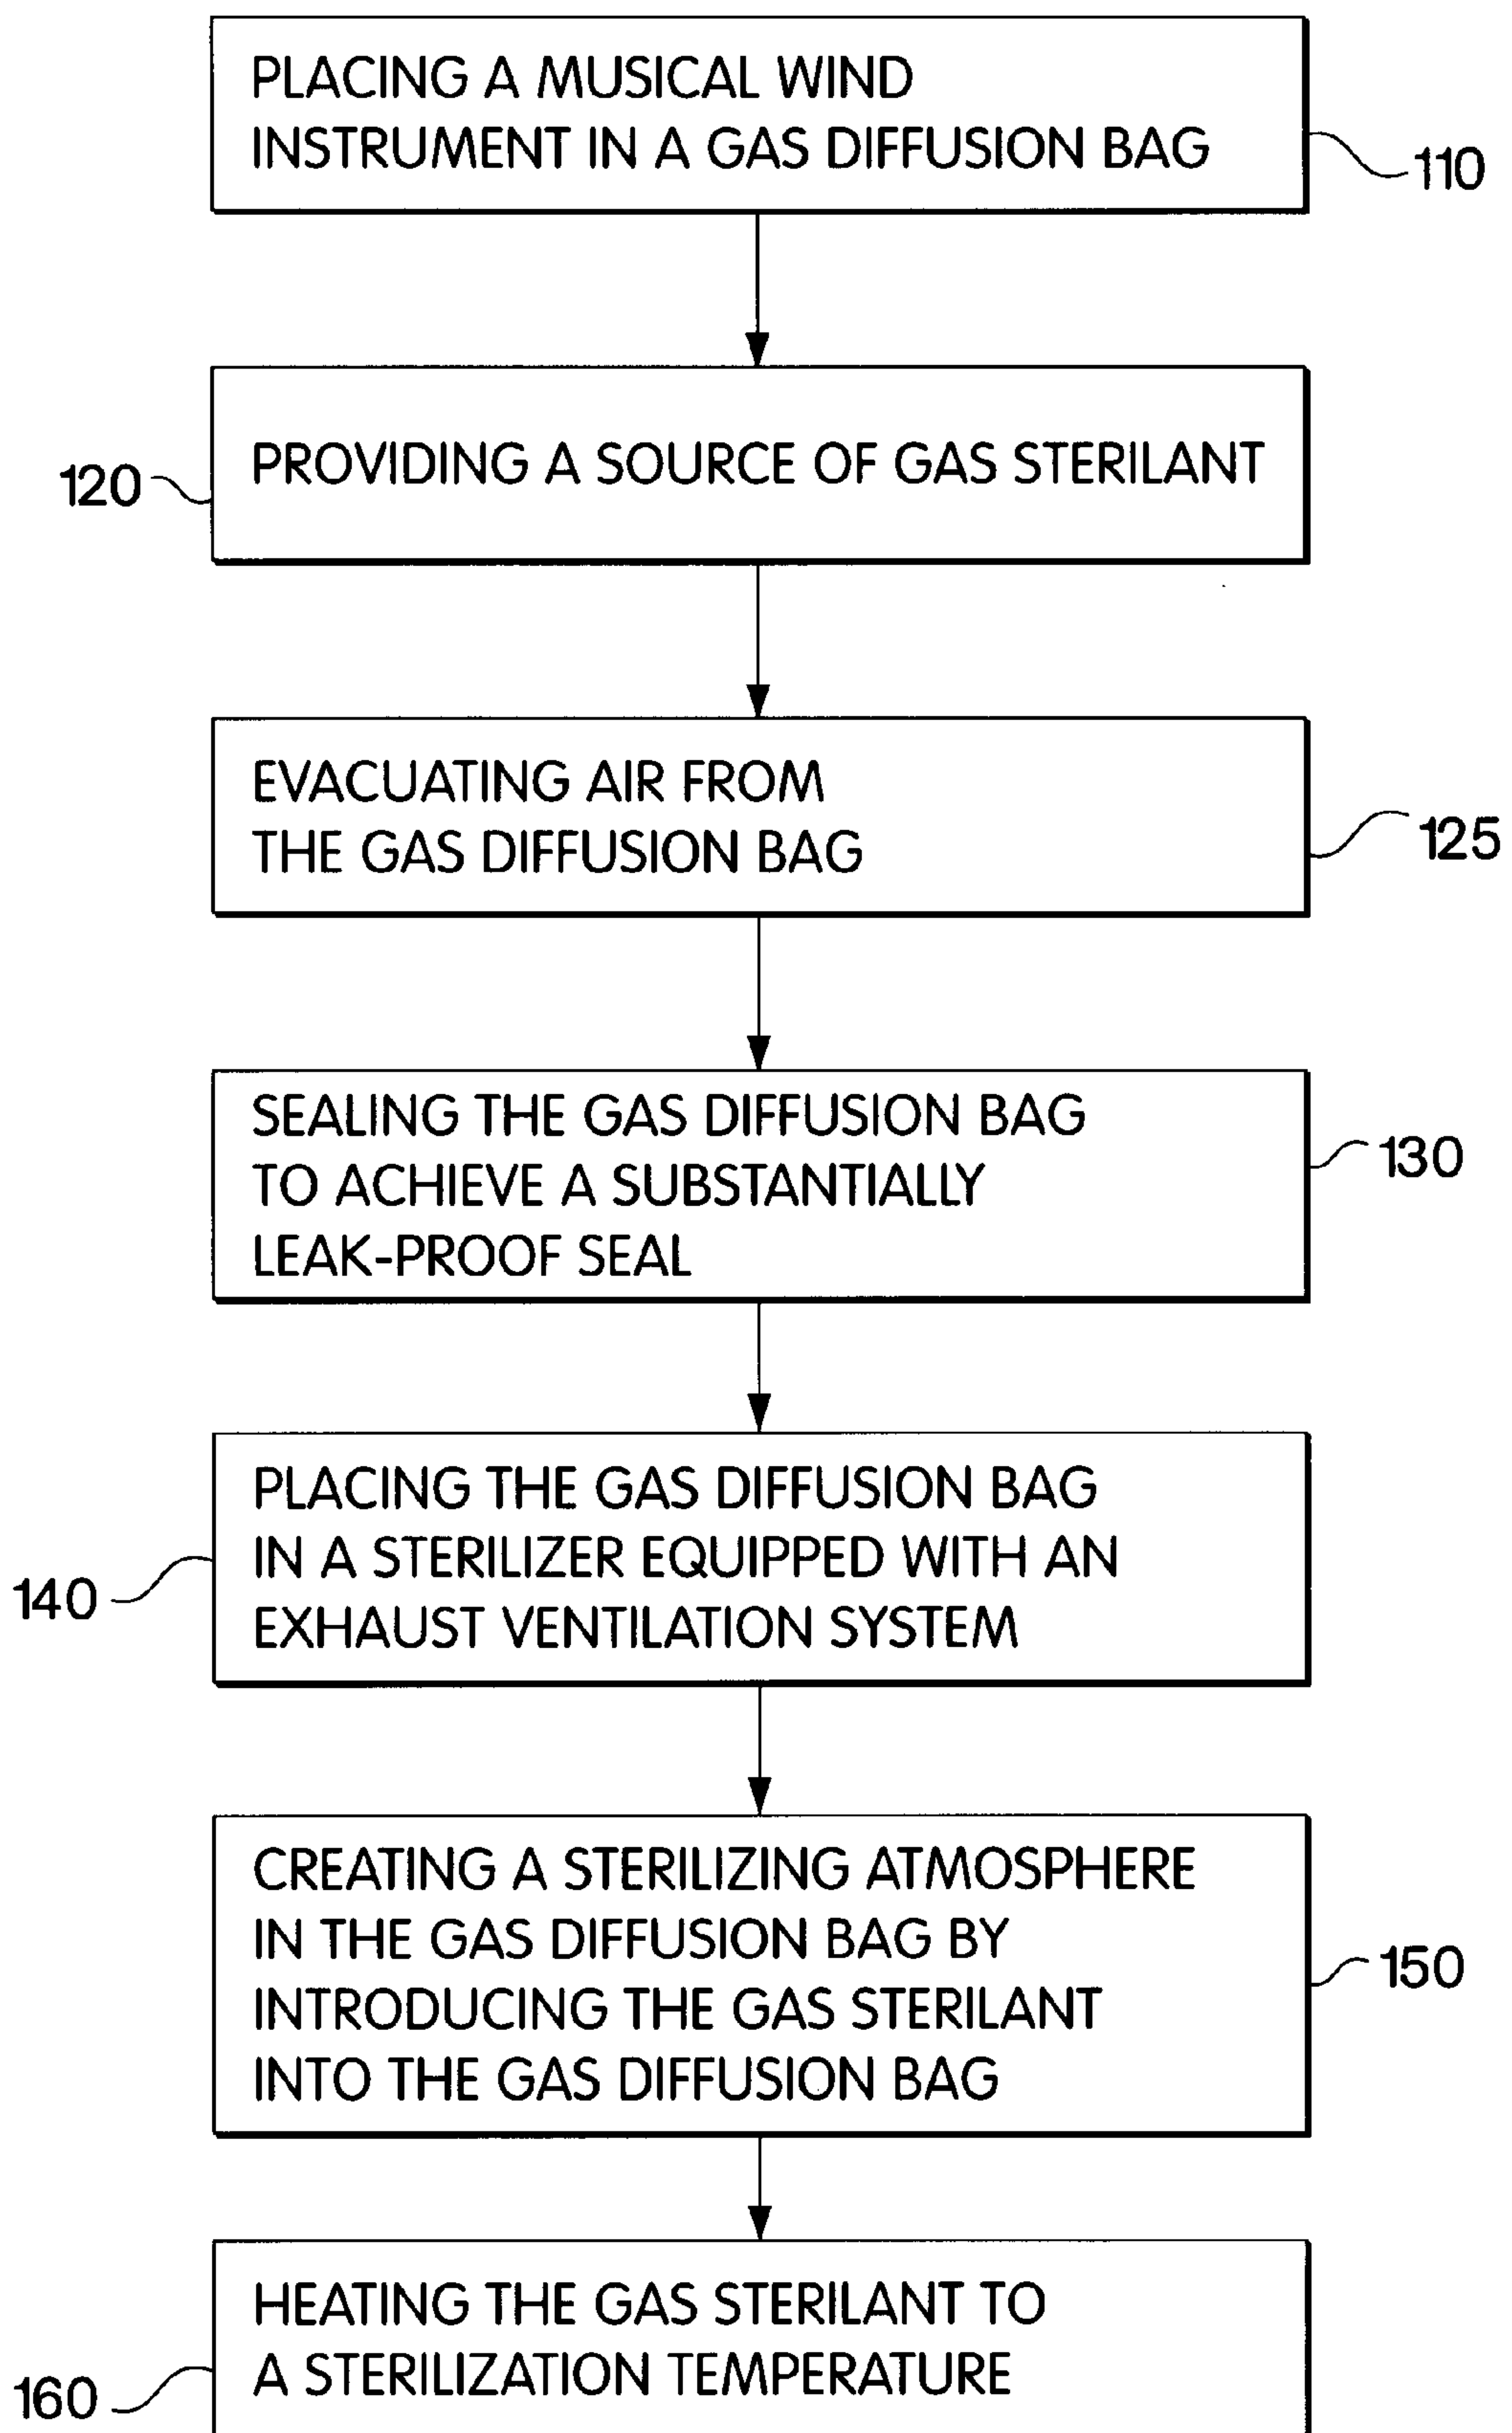 PLACING A MUSICAL WIND
INSTRUMENT IN A GAS DIFFUSION BAG
110
PROVIDING A SOURCE OF GAS STERILANT
120
EVACUATING AIR FROM
THE GAS DIFFUSION BAG
125
SEALING THE GAS DIFFUSION BAG
TO ACHIEVE A SUBSTANTIALLY
LEAK-PROOF SEAL
130
PLACING THE GAS DIFFUSION BAG
IN A STERILIZER EQUIPPED WITH AN
EXHAUST VENTILATION SYSTEM
140
CREATING A STERILIZING ATMOSPHERE
IN THE GAS DIFFUSION BAG BY
INTRODUCING THE GAS STERILANT
INTO THE GAS DIFFUSION BAG
150
HEATING THE GAS STERILANT TO
A STERILIZATION TEMPERATURE
160